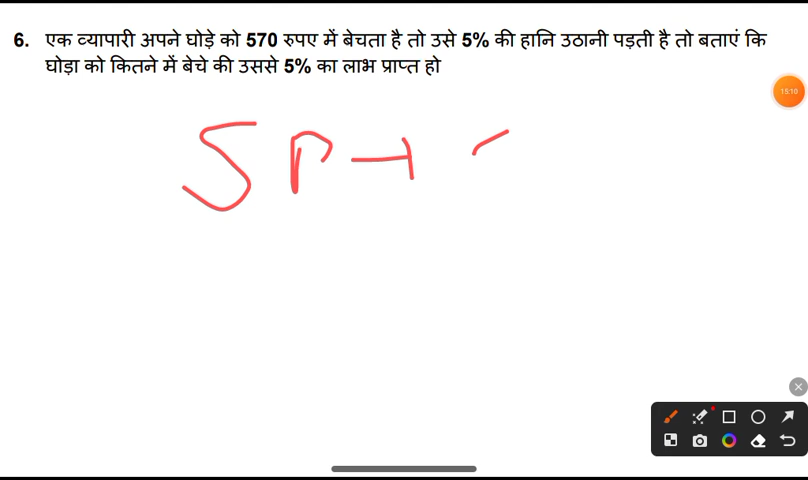 6. एक व्यापारी अपने घोड़े को 570 रुपए में बेचता है तो उसे 5% की हानि उठानी पड़ती है तो बताएं कि
घोड़ा को कितने में बेचे की उससे 5% का लाभ प्राप्त हो
15:10
SP